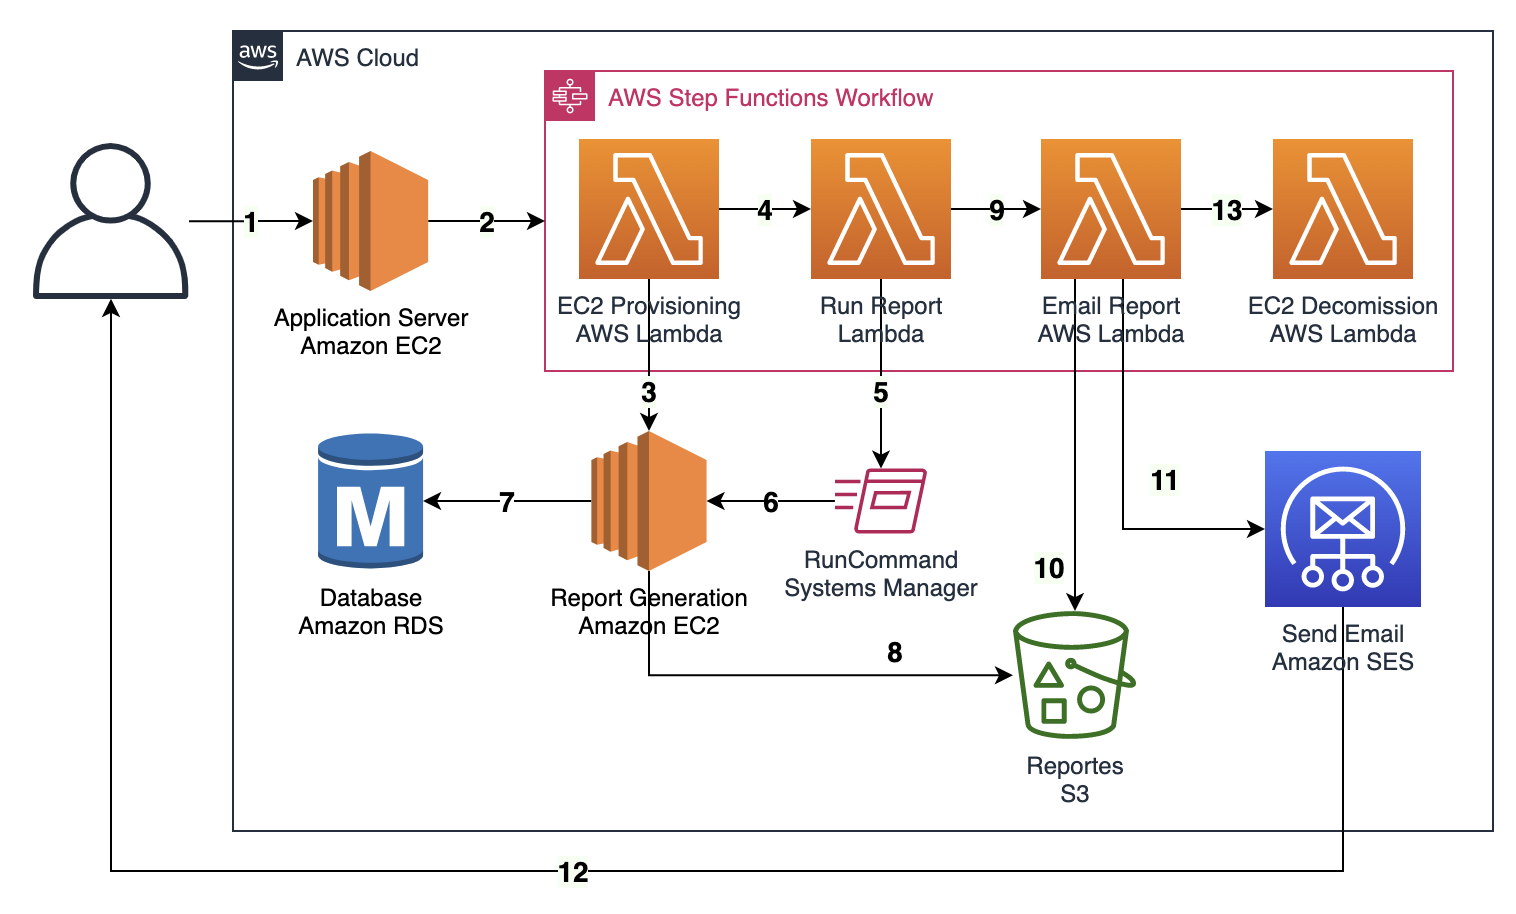 aws
AWS Cloud
AWS Step Functions Workflow
1
2
4
9
13
Application Server
Amazon EC2
EC2 Provisioning
AWS Lambda
Run Report
Lambda
Email Report
AWS Lambda
EC2 Decomission
AWS Lambda
3
5
11
M
7
6
RunCommand
Systems Manager
10
Database
Amazon RDS
Report Generation
Amazon EC2
8
Send Email
Amazon SES
Reportes
S3
12